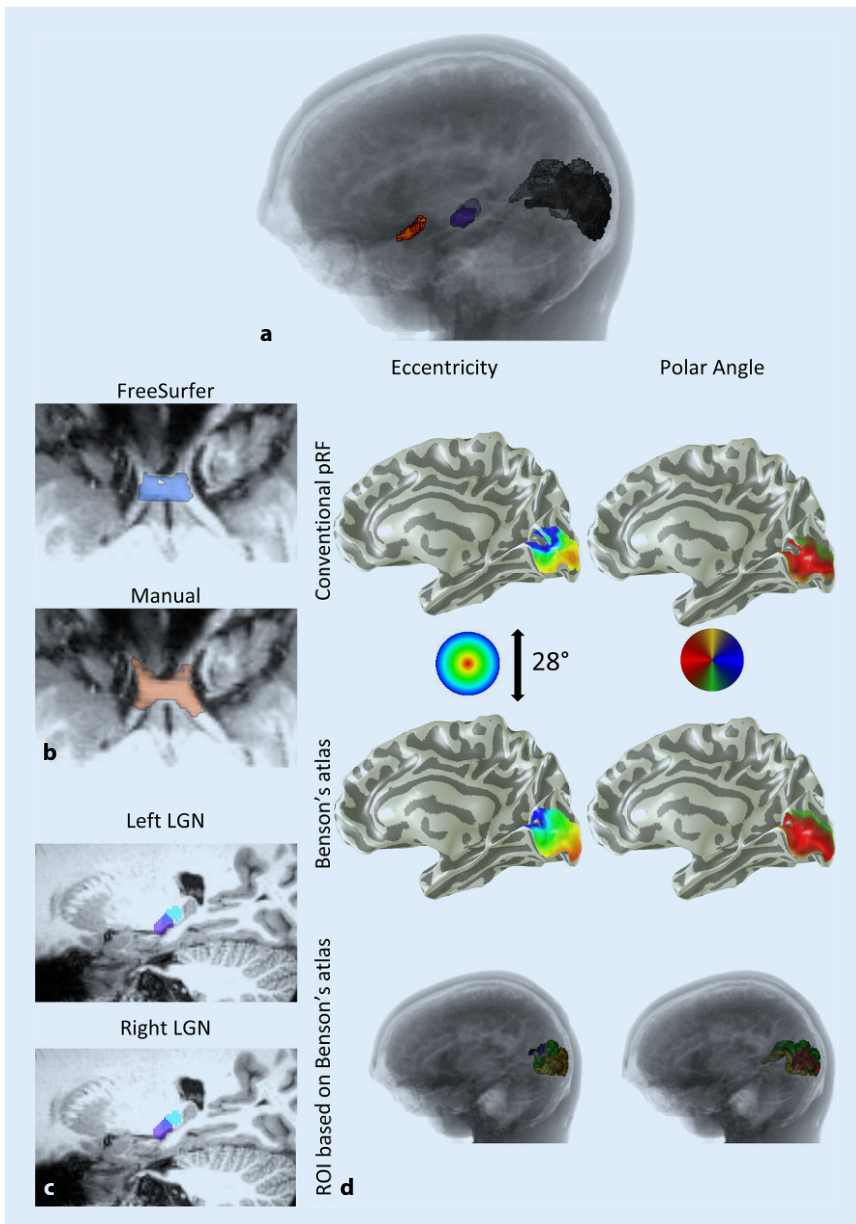 a
Eccentricity
Polar Angle
FreeSurfer
Conventional pRF
Manual
28°
b
Benson's atlas
Left LGN
Right LGN
ROI based on Benson's atlas
c
d